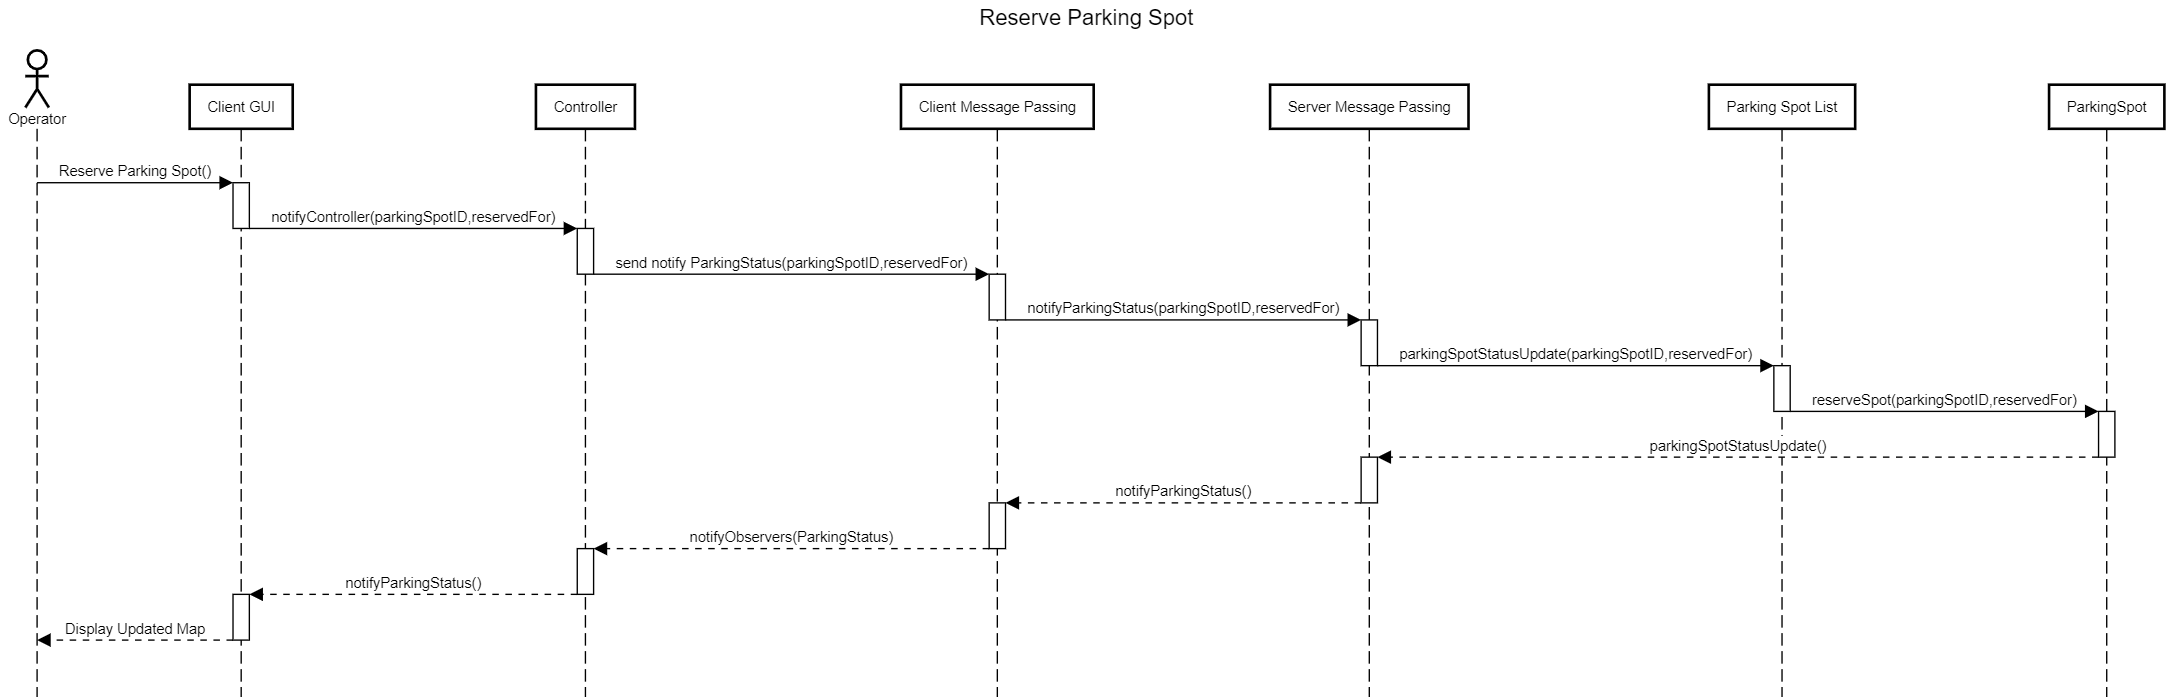 Reserve Parking Spot
Operator
Client GUI
Controller
Client Message Passing
Server Message Passing
Parking Spot List
ParkingSpot
Reserve Parking Spot()
notifyController(parkingSpotID,reservedFor)
send notify ParkingStatus(parkingSpotID,reservedFor)
notifyParkingStatus(parkingSpotID,reservedFor)
parkingSpotStatusUpdate(parkingSpotID,reservedFor)
reserveSpot(parkingSpotID,reservedFor)
parkingSpotStatusUpdate()
notifyParkingStatus()
notifyObservers(ParkingStatus)
notifyParkingStatus()
Display Updated Map